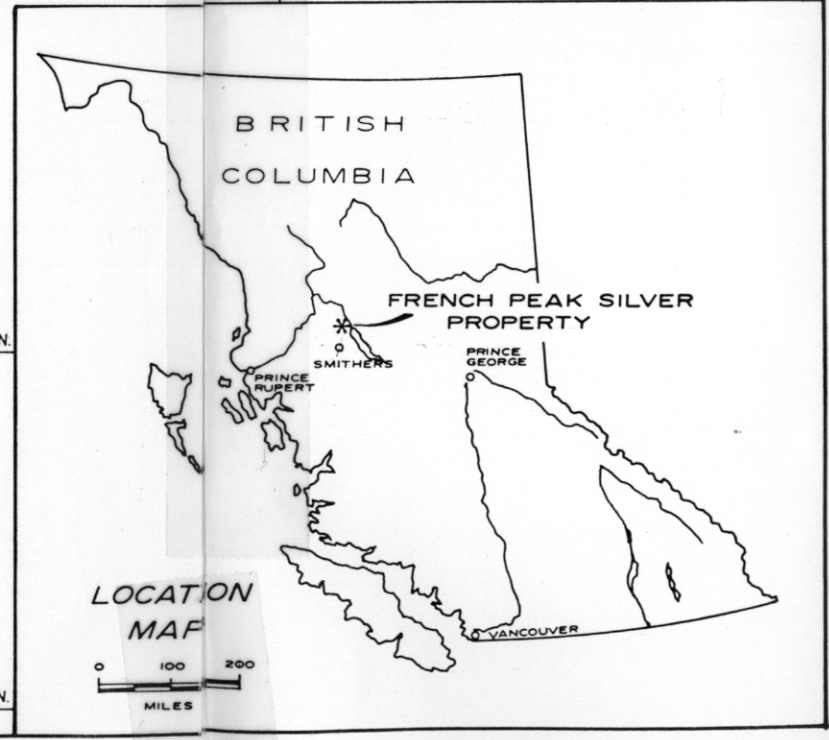 BRITISH
COLUMBIA
FRENCH PEAK SILVER
PROPERTY
N.
SMITHERS
PRINCE
GEORGE
PRINCE
RUPERT
LOCATION
MAP
VANCOUVER
0 100 200
MILES
N.